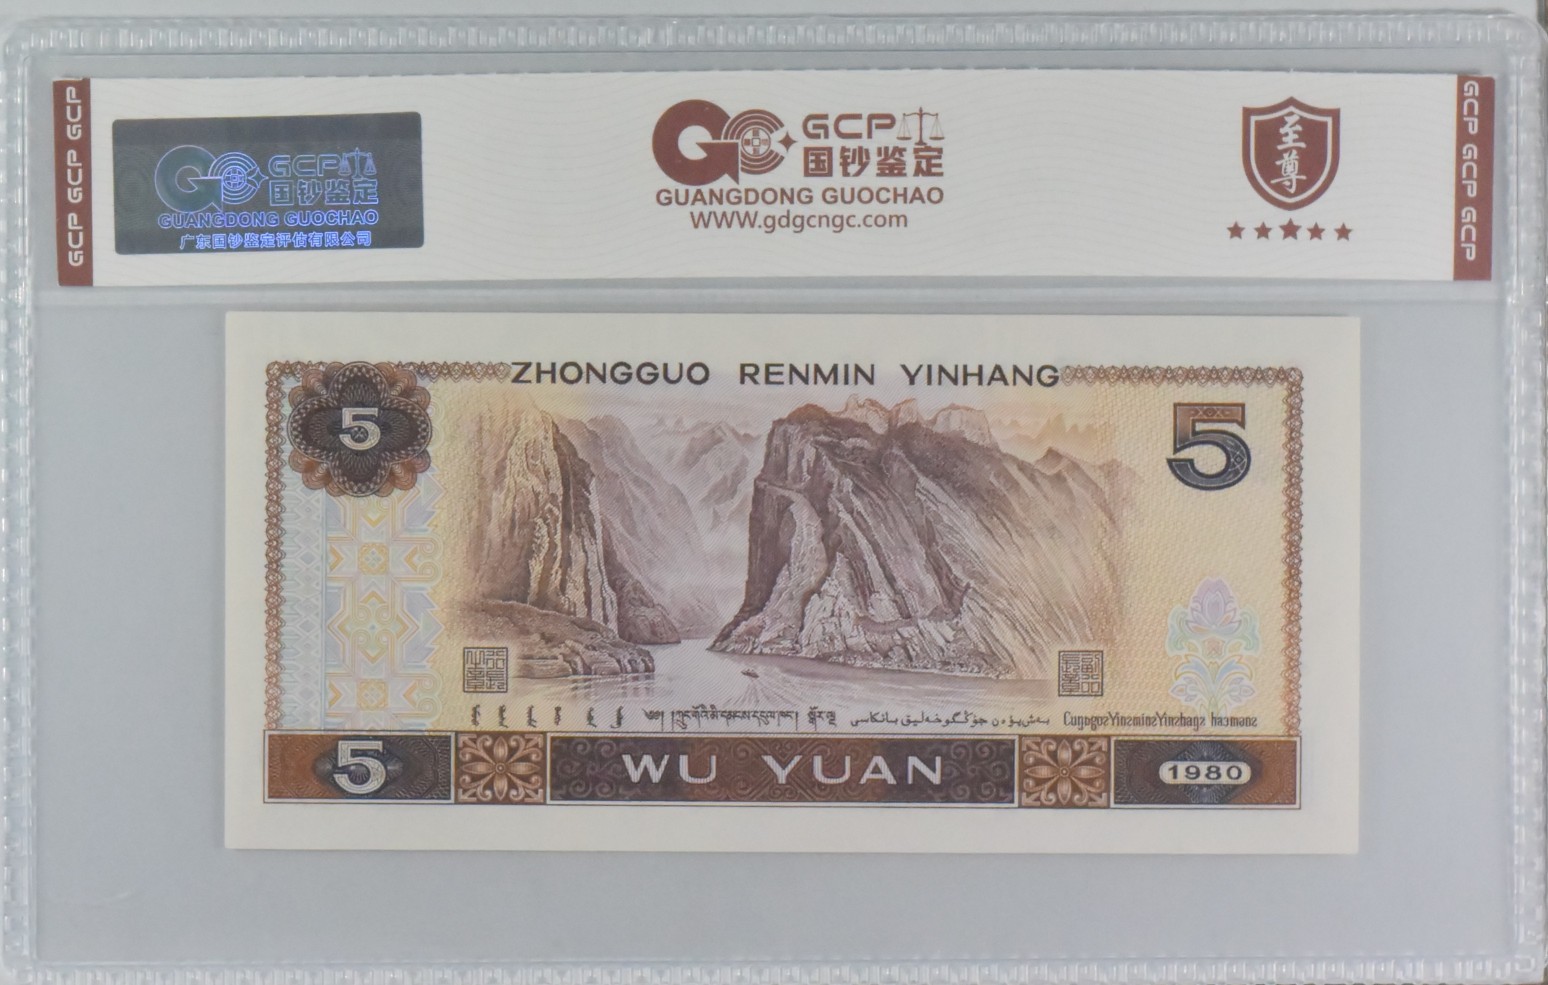 GCP GCP GCP
GCP
国钞鉴定
GUANGDONG GUOCHAO
广东国钞鉴定评估有限公司
GCP
国钞鉴定
GUANGDONG GUOCHAO
WWW.gdgcngc.com
至尊
GCP GCP GCP
ZHONGGUO RENMIN YINHANG
5
5
5
WU YUAN
1980